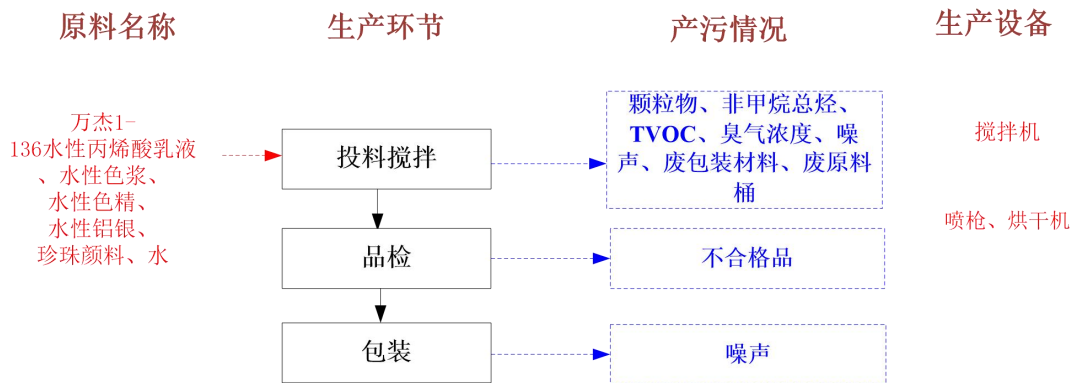 原料名称
生产环节
产污情况
生产设备
万杰1-
136水性丙烯酸乳液
、水性色浆、
水性色精、
水性铝银、
珍珠颜料、水
投料搅拌
颗粒物、非甲烷总烃、
TVOC、臭气浓度、噪
声、废包装材料、废原料
桶
搅拌机
品检
不合格品
喷枪、烘干机
包装
噪声